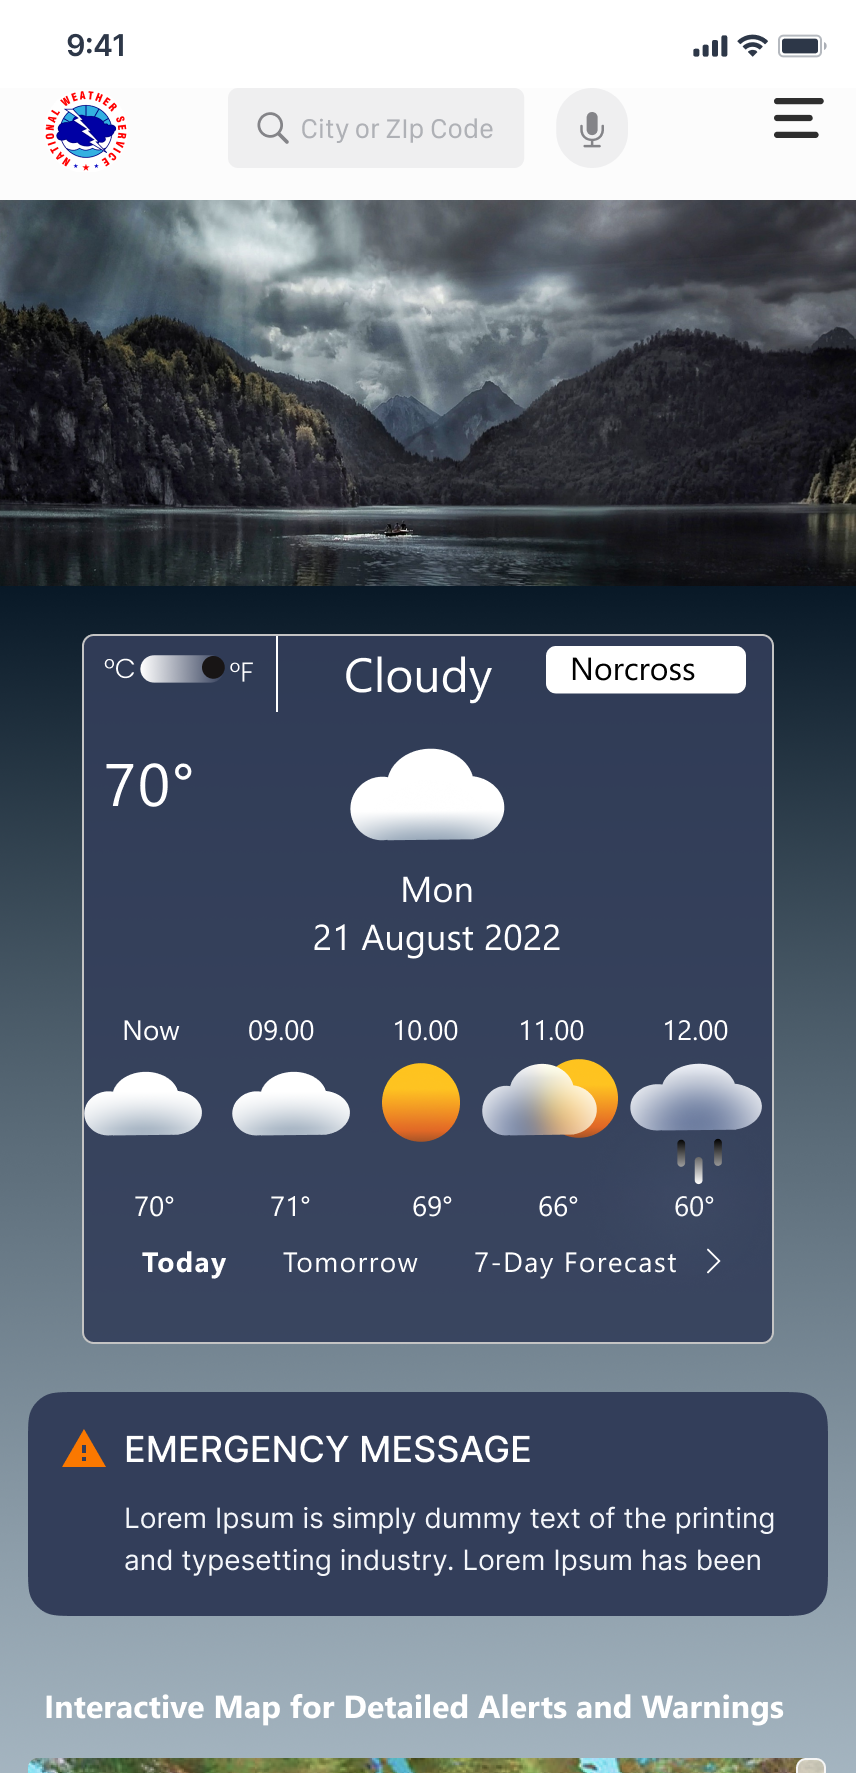 9:41
NATIONAL WEATHER SERVICE
City or ZIp Code
ºC ºF
Cloudy
Norcross
70°
Mon
21 August 2022
Now 09.00 10.00 11.00 12.00
70° 71° 69° 66° 60°
Today Tomorrow 7-Day Forecast
EMERGENCY MESSAGE
Lorem Ipsum is simply dummy text of the printing
and typesetting industry. Lorem Ipsum has been
Interactive Map for Detailed Alerts and Warnings